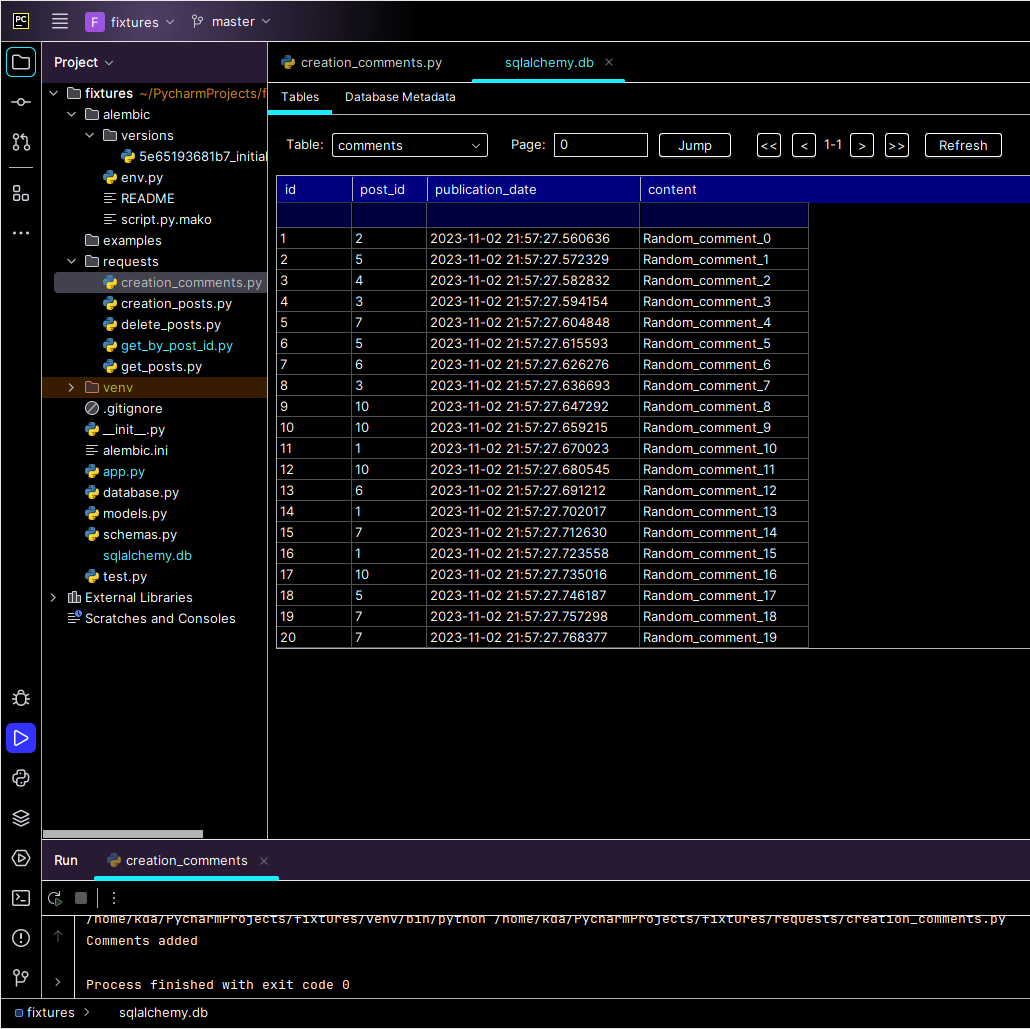 PC F fixtures master
Project
creation_comments.py sqlalchemy.db
fixtures ~/PycharmProjects/f
alembic
versions
5e65193681b7_initial
env.py
README
script.py.mako
examples
requests
creation_comments.py
creation_posts.py
delete_posts.py
get_by_post_id.py
get_posts.py
venv
.gitignore
__init__.py
alembic.ini
app.py
database.py
models.py
schemas.py
sqlalchemy.db
test.py
External Libraries
Scratches and Consoles
Tables Database Metadata
Table: comments Page: 0 Jump << < 1-1 > >> Refresh
id post_id publication_date content
1 2 2023-11-02 21:57:27.560636 Random_comment_0
2 5 2023-11-02 21:57:27.572329 Random_comment_1
3 4 2023-11-02 21:57:27.582832 Random_comment_2
4 3 2023-11-02 21:57:27.594154 Random_comment_3
5 7 2023-11-02 21:57:27.604848 Random_comment_4
6 5 2023-11-02 21:57:27.615593 Random_comment_5
7 6 2023-11-02 21:57:27.626276 Random_comment_6
8 3 2023-11-02 21:57:27.636693 Random_comment_7
9 10 2023-11-02 21:57:27.647292 Random_comment_8
10 10 2023-11-02 21:57:27.659215 Random_comment_9
11 1 2023-11-02 21:57:27.670023 Random_comment_10
12 10 2023-11-02 21:57:27.680545 Random_comment_11
13 6 2023-11-02 21:57:27.691212 Random_comment_12
14 1 2023-11-02 21:57:27.702017 Random_comment_13
15 7 2023-11-02 21:57:27.712630 Random_comment_14
16 1 2023-11-02 21:57:27.723558 Random_comment_15
17 10 2023-11-02 21:57:27.735016 Random_comment_16
18 5 2023-11-02 21:57:27.746187 Random_comment_17
19 7 2023-11-02 21:57:27.757298 Random_comment_18
20 7 2023-11-02 21:57:27.768377 Random_comment_19
Run creation_comments
/home/kda/PycharmProjects/fixtures/venv/bin/python /home/kda/PycharmProjects/fixtures/requests/creation_comments.py
Comments added
Process finished with exit code 0
fixtures sqlalchemy.db